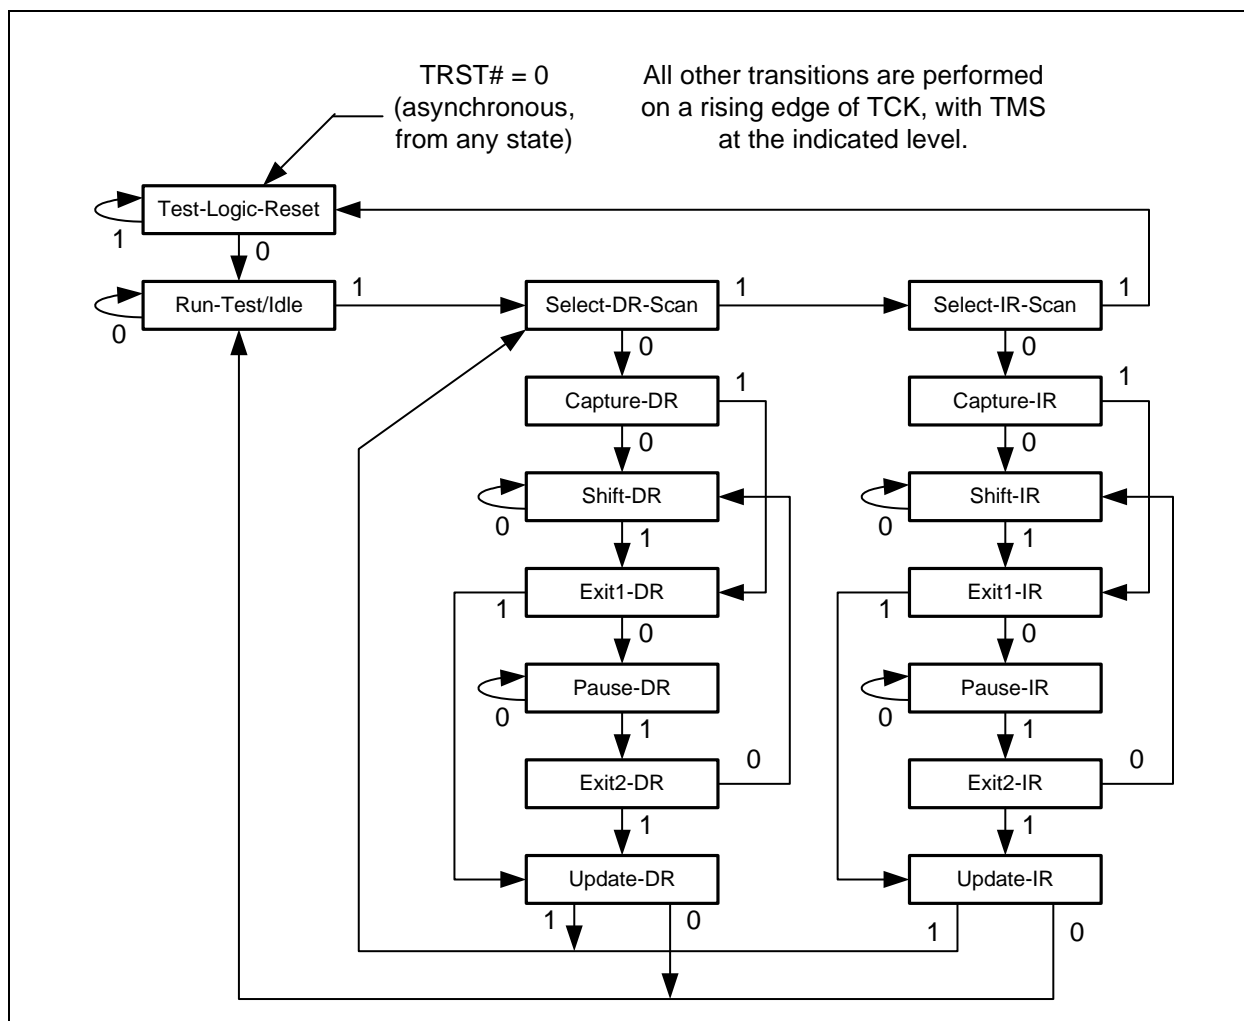 TRST# = 0
(asynchronous,
from any state)
All other transitions are performed
on a rising edge of TCK, with TMS
at the indicated level.
Test-Logic-Reset
1
0
Run-Test/Idle
1
Select-DR-Scan
1
Select-IR-Scan
1
0
0
0
Capture-DR
1
Capture-IR
1
0
0
Shift-DR
Shift-IR
0
1
0
1
Exit1-DR
Exit1-IR
1
0
1
0
Pause-DR
Pause-IR
0
1
0
1
Exit2-DR
0
Exit2-IR
0
1
1
Update-DR
Update-IR
1
0
1
0